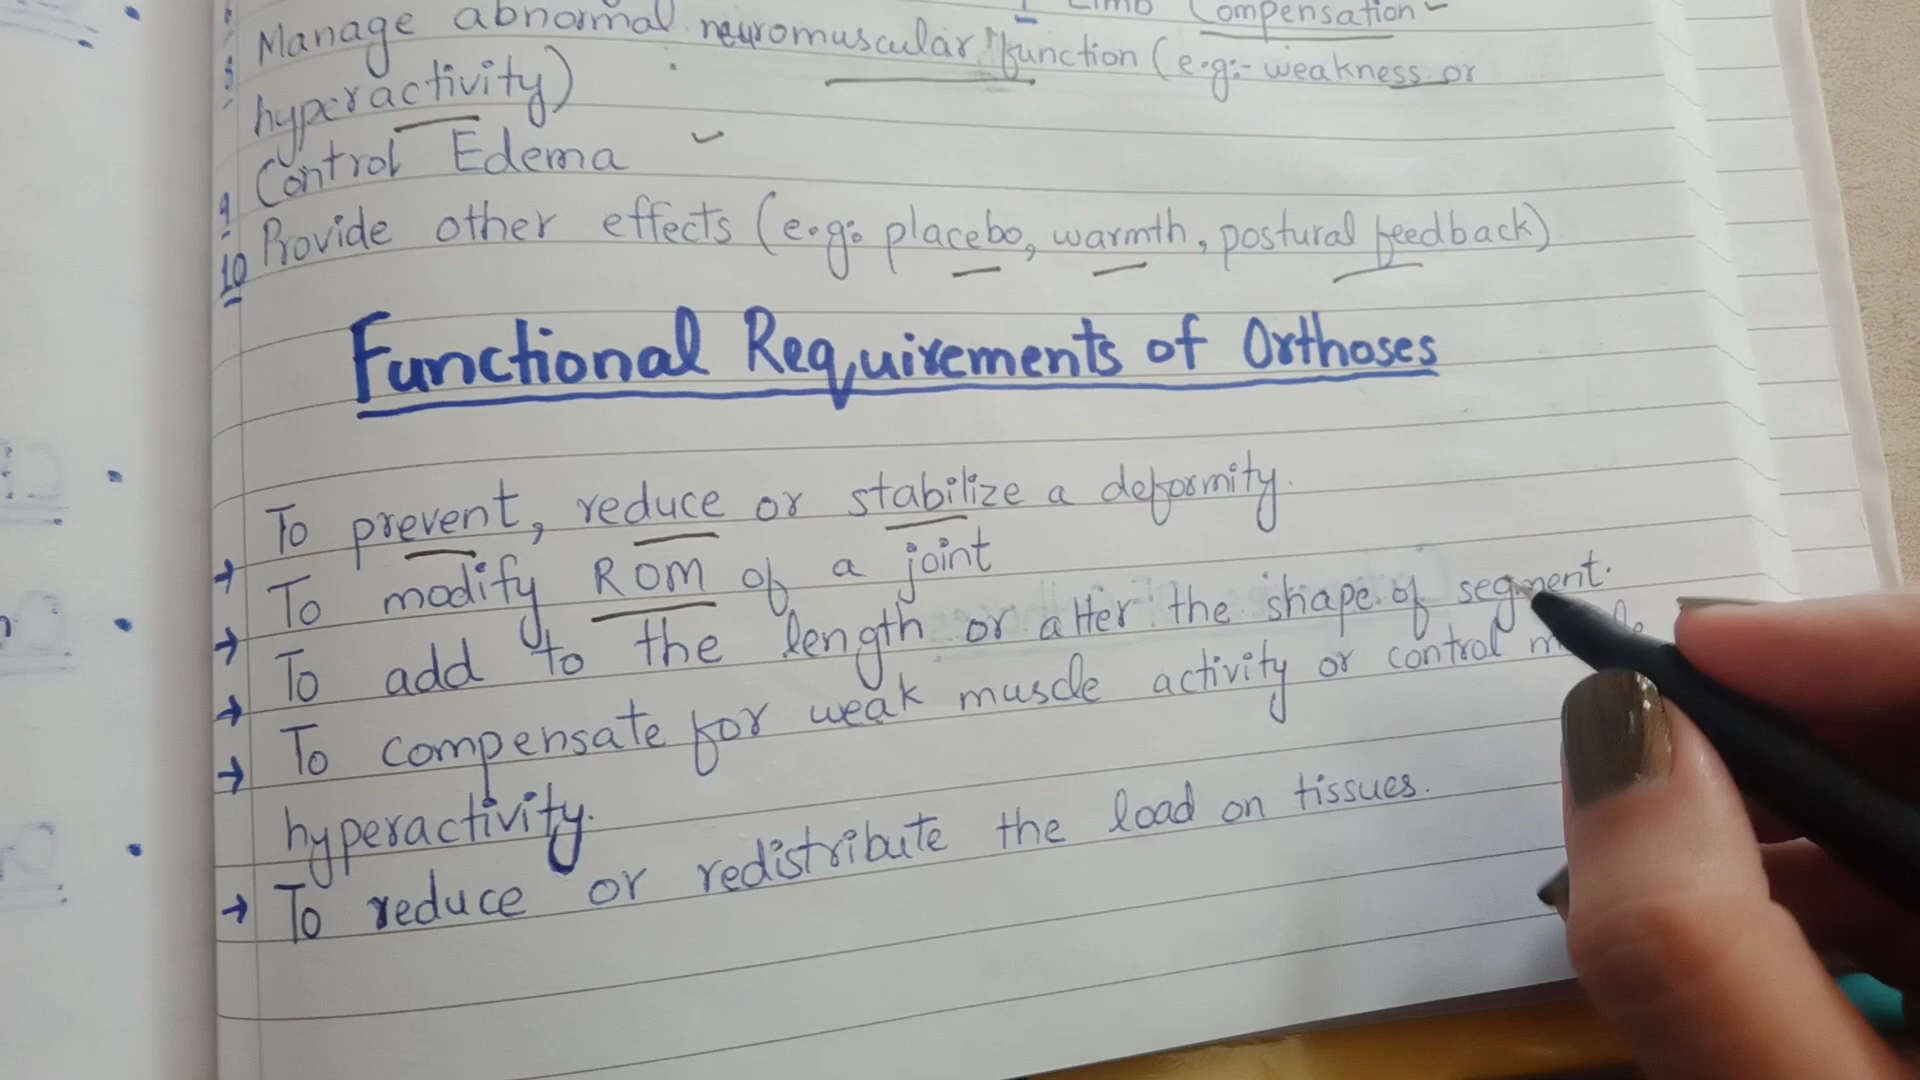 Limb Compensation
8 Manage abnormal neuromuscular function (e.g:- weakness or
hyperactivity)
9 Control Edema
10 Provide other effects (e.g: placebo, warmth, postural feedback)
Functional Requirements of Orthoses
→ To prevent, reduce or stabilize a deformity.
→ To modify ROM of a joint
→ To add to the length or alter the shape of segment.
→ To compensate for weak muscle activity or control
hyperactivity.
→ To reduce or redistribute the load on tissues.